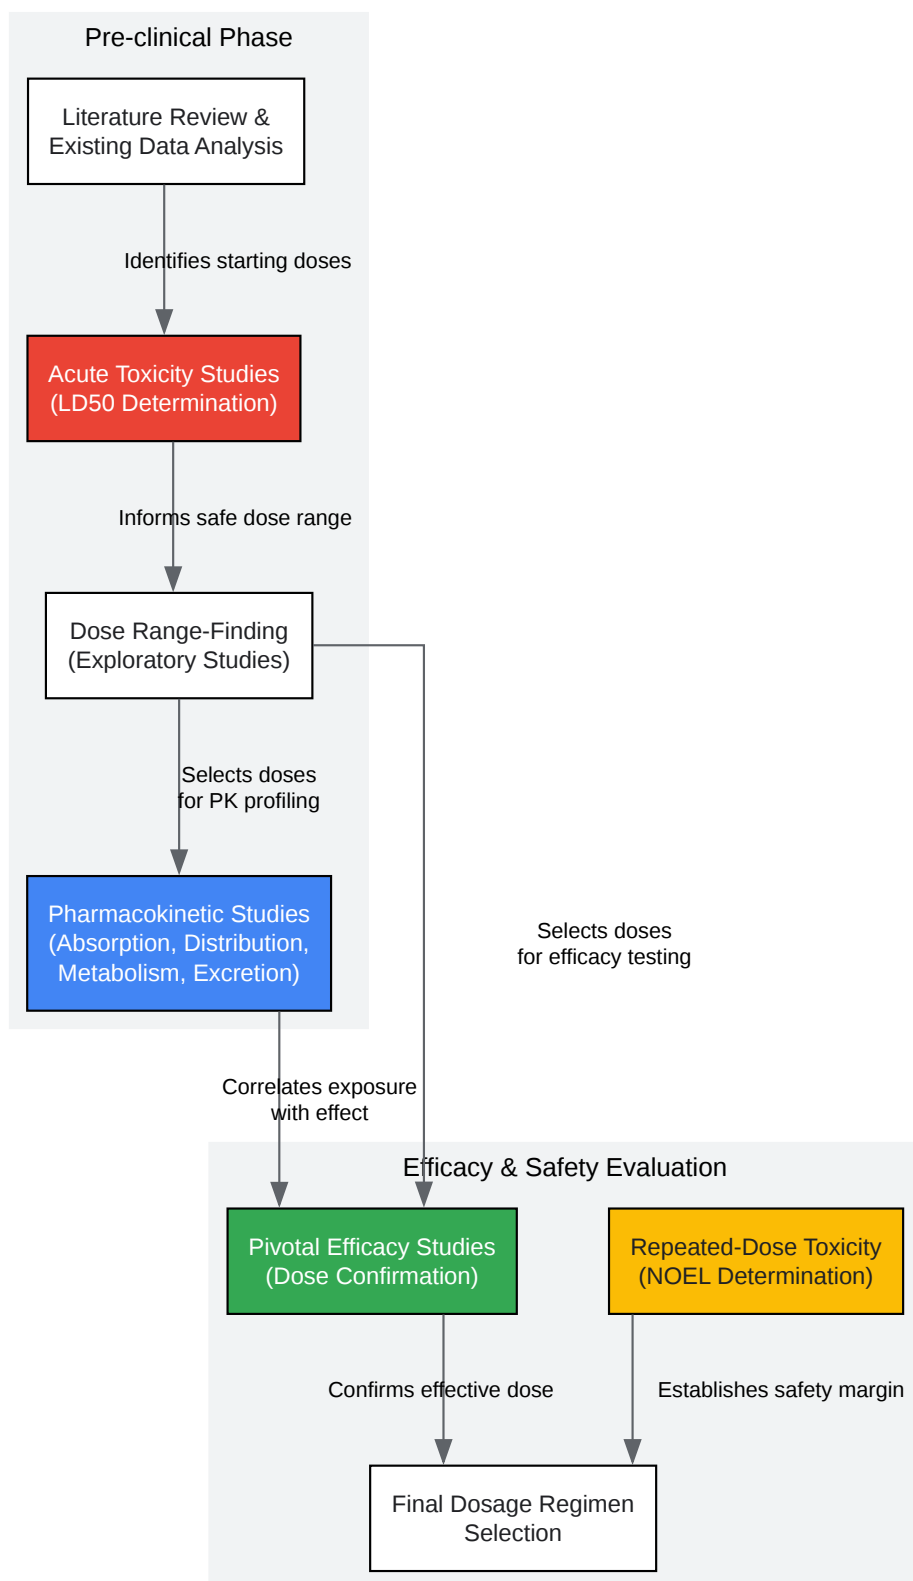 Pre-clinical Phase
Literature Review &
Existing Data Analysis
Identifies starting doses
Acute Toxicity Studies
(LD50 Determination)
Informs safe dose range
Dose Range-Finding
(Exploratory Studies)
Selects doses
for PK profiling
Pharmacokinetic Studies
(Absorption, Distribution,
Metabolism, Excretion)
Selects doses
for efficacy testing
Correlates exposure
with effect
Efficacy & Safety Evaluation
Pivotal Efficacy Studies
(Dose Confirmation)
Repeated-Dose Toxicity
(NOEL Determination)
Confirms effective dose
Establishes safety margin
Final Dosage Regimen
Selection